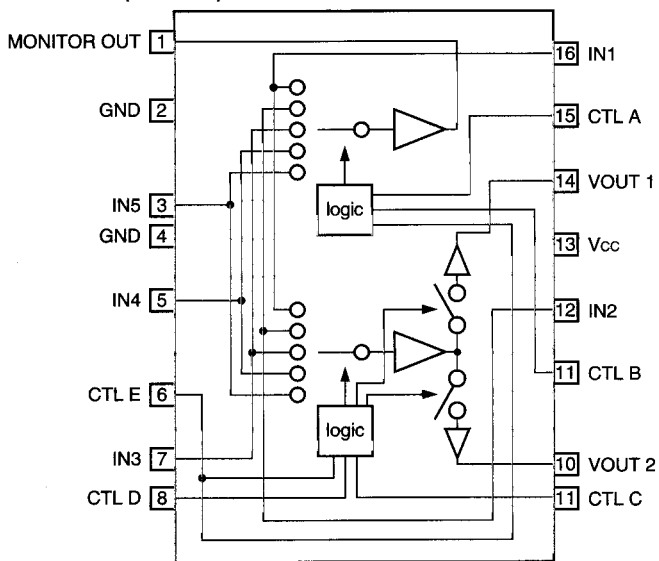 MONITOR OUT 1
GND 2
IN5 3
GND 4
IN4 5
CTL E 6
IN3 7
CTL D 8
16 IN1
15 CTL A
14 VOUT 1
13 Vcc
12 IN2
11 CTL B
10 VOUT 2
11 CTL C
logic
logic